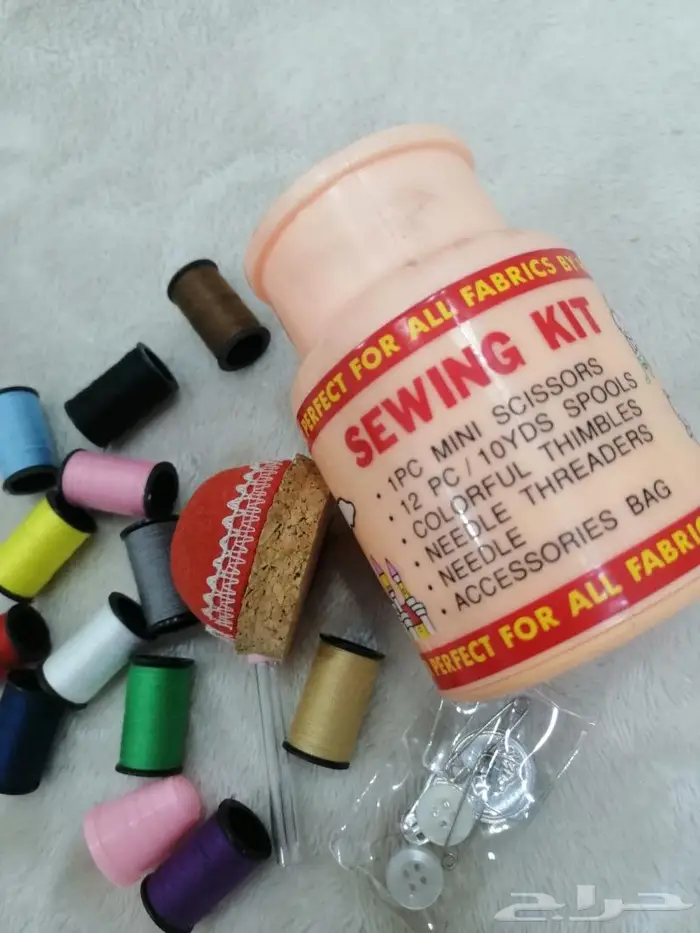 PERFECT FOR ALL FABRICS
SEWING KIT
· 1PC MINI SCISSORS
· 12 PC / 10YDS SPOOLS
· COLORFUL THIMBLES
· NEEDLE THREADERS
· NEEDLE
· ACCESSORIES BAG
PERFECT FOR ALL FABRI
حراج